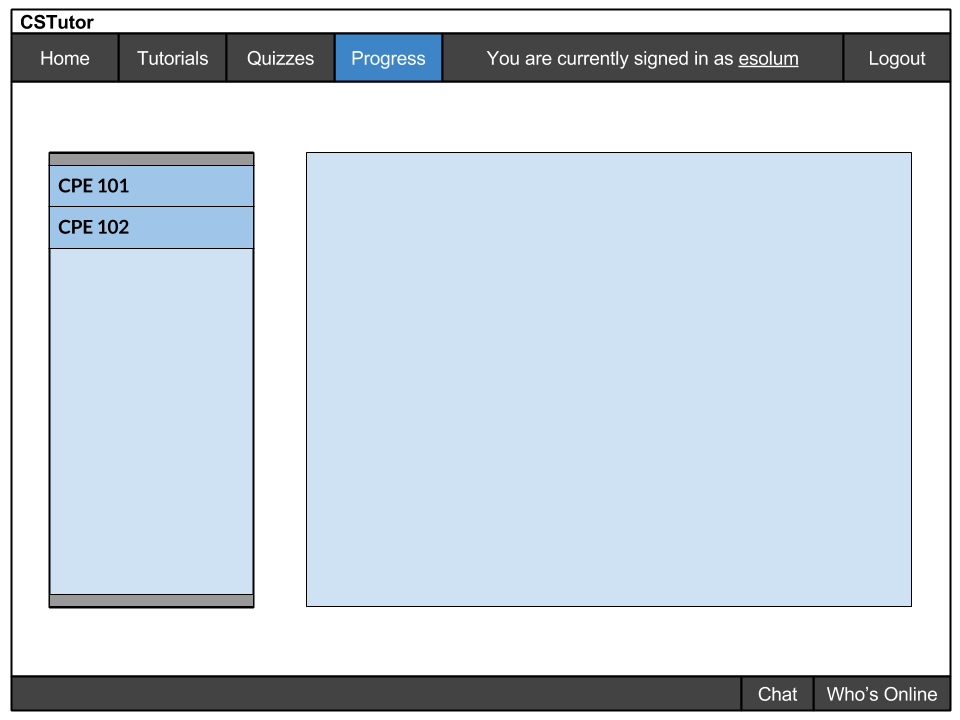 CSTutor
Home Tutorials Quizzes Progress You are currently signed in as esolum Logout
CPE 101
CPE 102
Chat Who’s Online